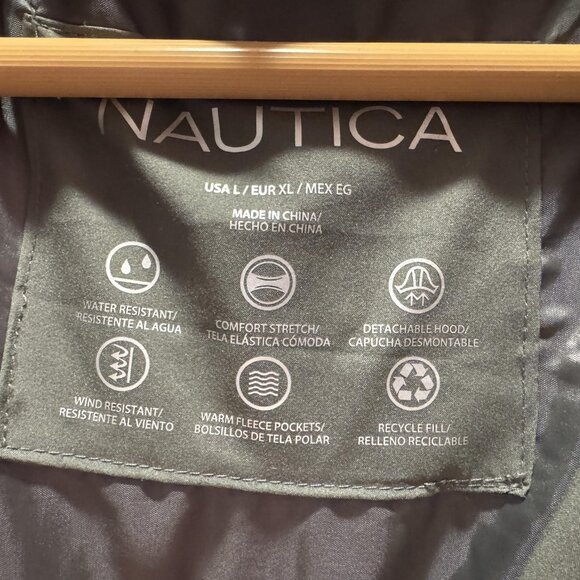 NAUTICA
USA L / EUR XL / MEX EG
MADE IN CHINA/
HECHO EN CHINA
WATER RESISTANT/
RESISTENTE AL AGUA
COMFORT STRETCH/
TELA ELÁSTICA CÓMODA
DETACHABLE HOOD/
CAPUCHA DESMONTABLE
WIND RESISTANT/
RESISTENTE AL VIENTO
WARM FLEECE POCKETS/
BOLSILLOS DE TELA POLAR
RECYCLE FILL/
RELLENO RECICLABLE